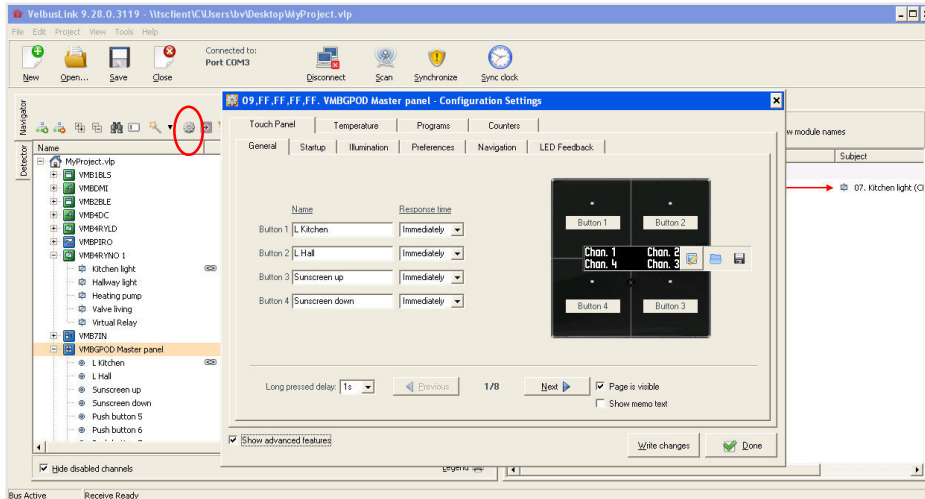 VelbusLink 9.28.0.3119 - \\tsclient\C\Users\bv\Desktop\MyProject.vlp
File Edit Project View Tools Help
New Open... Save Close
Connected to:
Port COM3
Disconnect Scan Synchronize Sync clock
Navigator
Detector
Name
MyProject.vlp
VMB1BLS
VMBDMI
VMB2BLE
VMB4DC
VMB4RYLD
VMBPIRO
VMB4RYNO 1
Kitchen light
Hallway light
Heating pump
Valve living
Virtual Relay
VMB7IN
VMBGPOD Master panel
L Kitchen
L Hall
Sunscreen up
Sunscreen down
Push button 5
Push button 6
Hide disabled channels
Legend
Bus Active Receive Ready
09,FF,FF,FF,FF. VMBGPOD Master panel - Configuration Settings
Touch Panel Temperature Programs Counters
General Startup Illumination Preferences Navigation LED Feedback
Name Response time
Button 1 L Kitchen Immediately
Button 2 L Hall Immediately
Button 3 Sunscreen up Immediately
Button 4 Sunscreen down Immediately
Button 1 Button 2
Chan. 1 Chan. 2
Chan. 4 Chan. 3
Button 4 Button 3
Long pressed delay: 1s Previous 1/8 Next Page is visible
Show memo text
Show advanced features
Write changes Done
w module names
Subject
07. Kitchen light (Cl